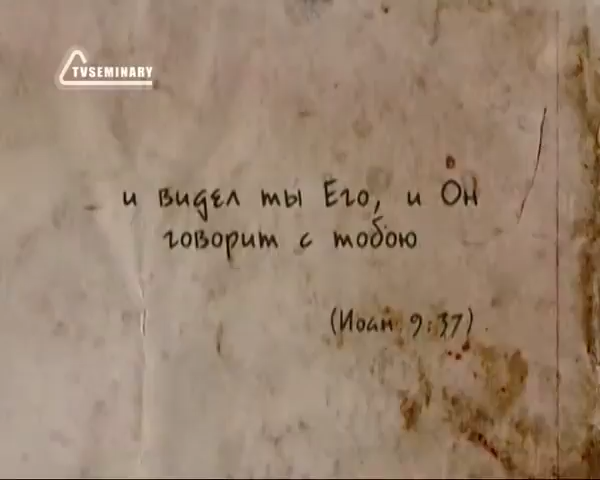 TVSEMINARY
и видел ты Его, и Он
говорит с тобою
(Иоан 9:37)